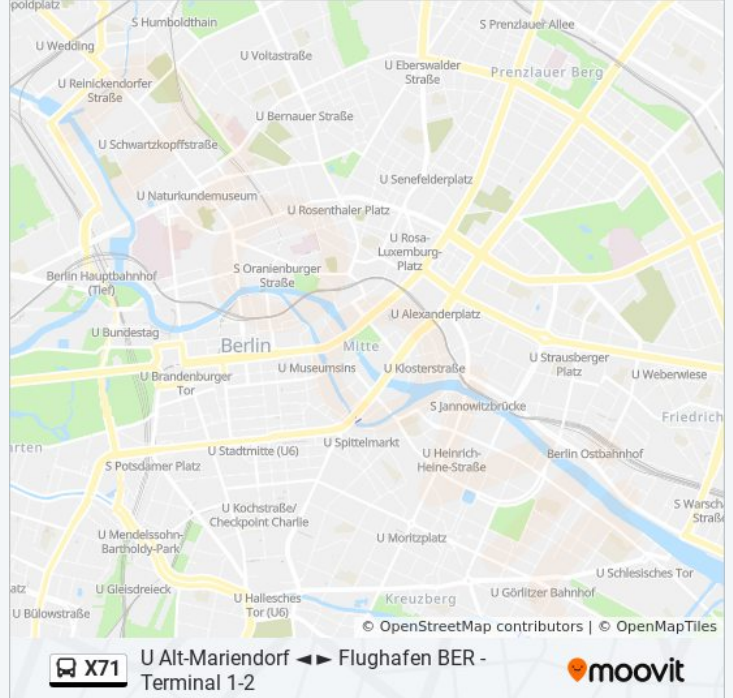 poldplatz
S Humboldthain
S Prenzlauer Allee
U Wedding
U Voltastraße
U Eberswalder
Straße
Prenzlauer Berg
U Reinickendorfer
Straße
U Bernauer Straße
U Schwartzkopffstraße
U Senefelderplatz
U Naturkundemuseum
U Rosenthaler Platz
U Rosa-
Luxemburg-
Platz
Berlin Hauptbahnhof
(Tief)
S Oranienburger
Straße
U Alexanderplatz
U Bundestag
Berlin
Mitte
U Strausberger
Platz
U Museumsins
U Klosterstraße
U Weberwiese
U Brandenburger
Tor
S Jannowitzbrücke
Friedrich
rten
U Stadtmitte (U6)
U Spittelmarkt
U Heinrich-
Heine-Straße
Berlin Ostbahnhof
S Potsdamer Platz
S Warsch
Straße
U Kochstraße/
Checkpoint Charlie
U Mendelssohn-
Bartholdy-Park
U Moritzplatz
U Schlesisches Tor
atz
U Gleisdreieck
U Hallesches
Tor (U6)
Kreuzberg
U Görlitzer Bahnhof
U Bülowstraße
© OpenStreetMap contributors | © OpenMapTiles
X71
U Alt-Mariendorf ◄ ► Flughafen BER -
Terminal 1-2
moovit